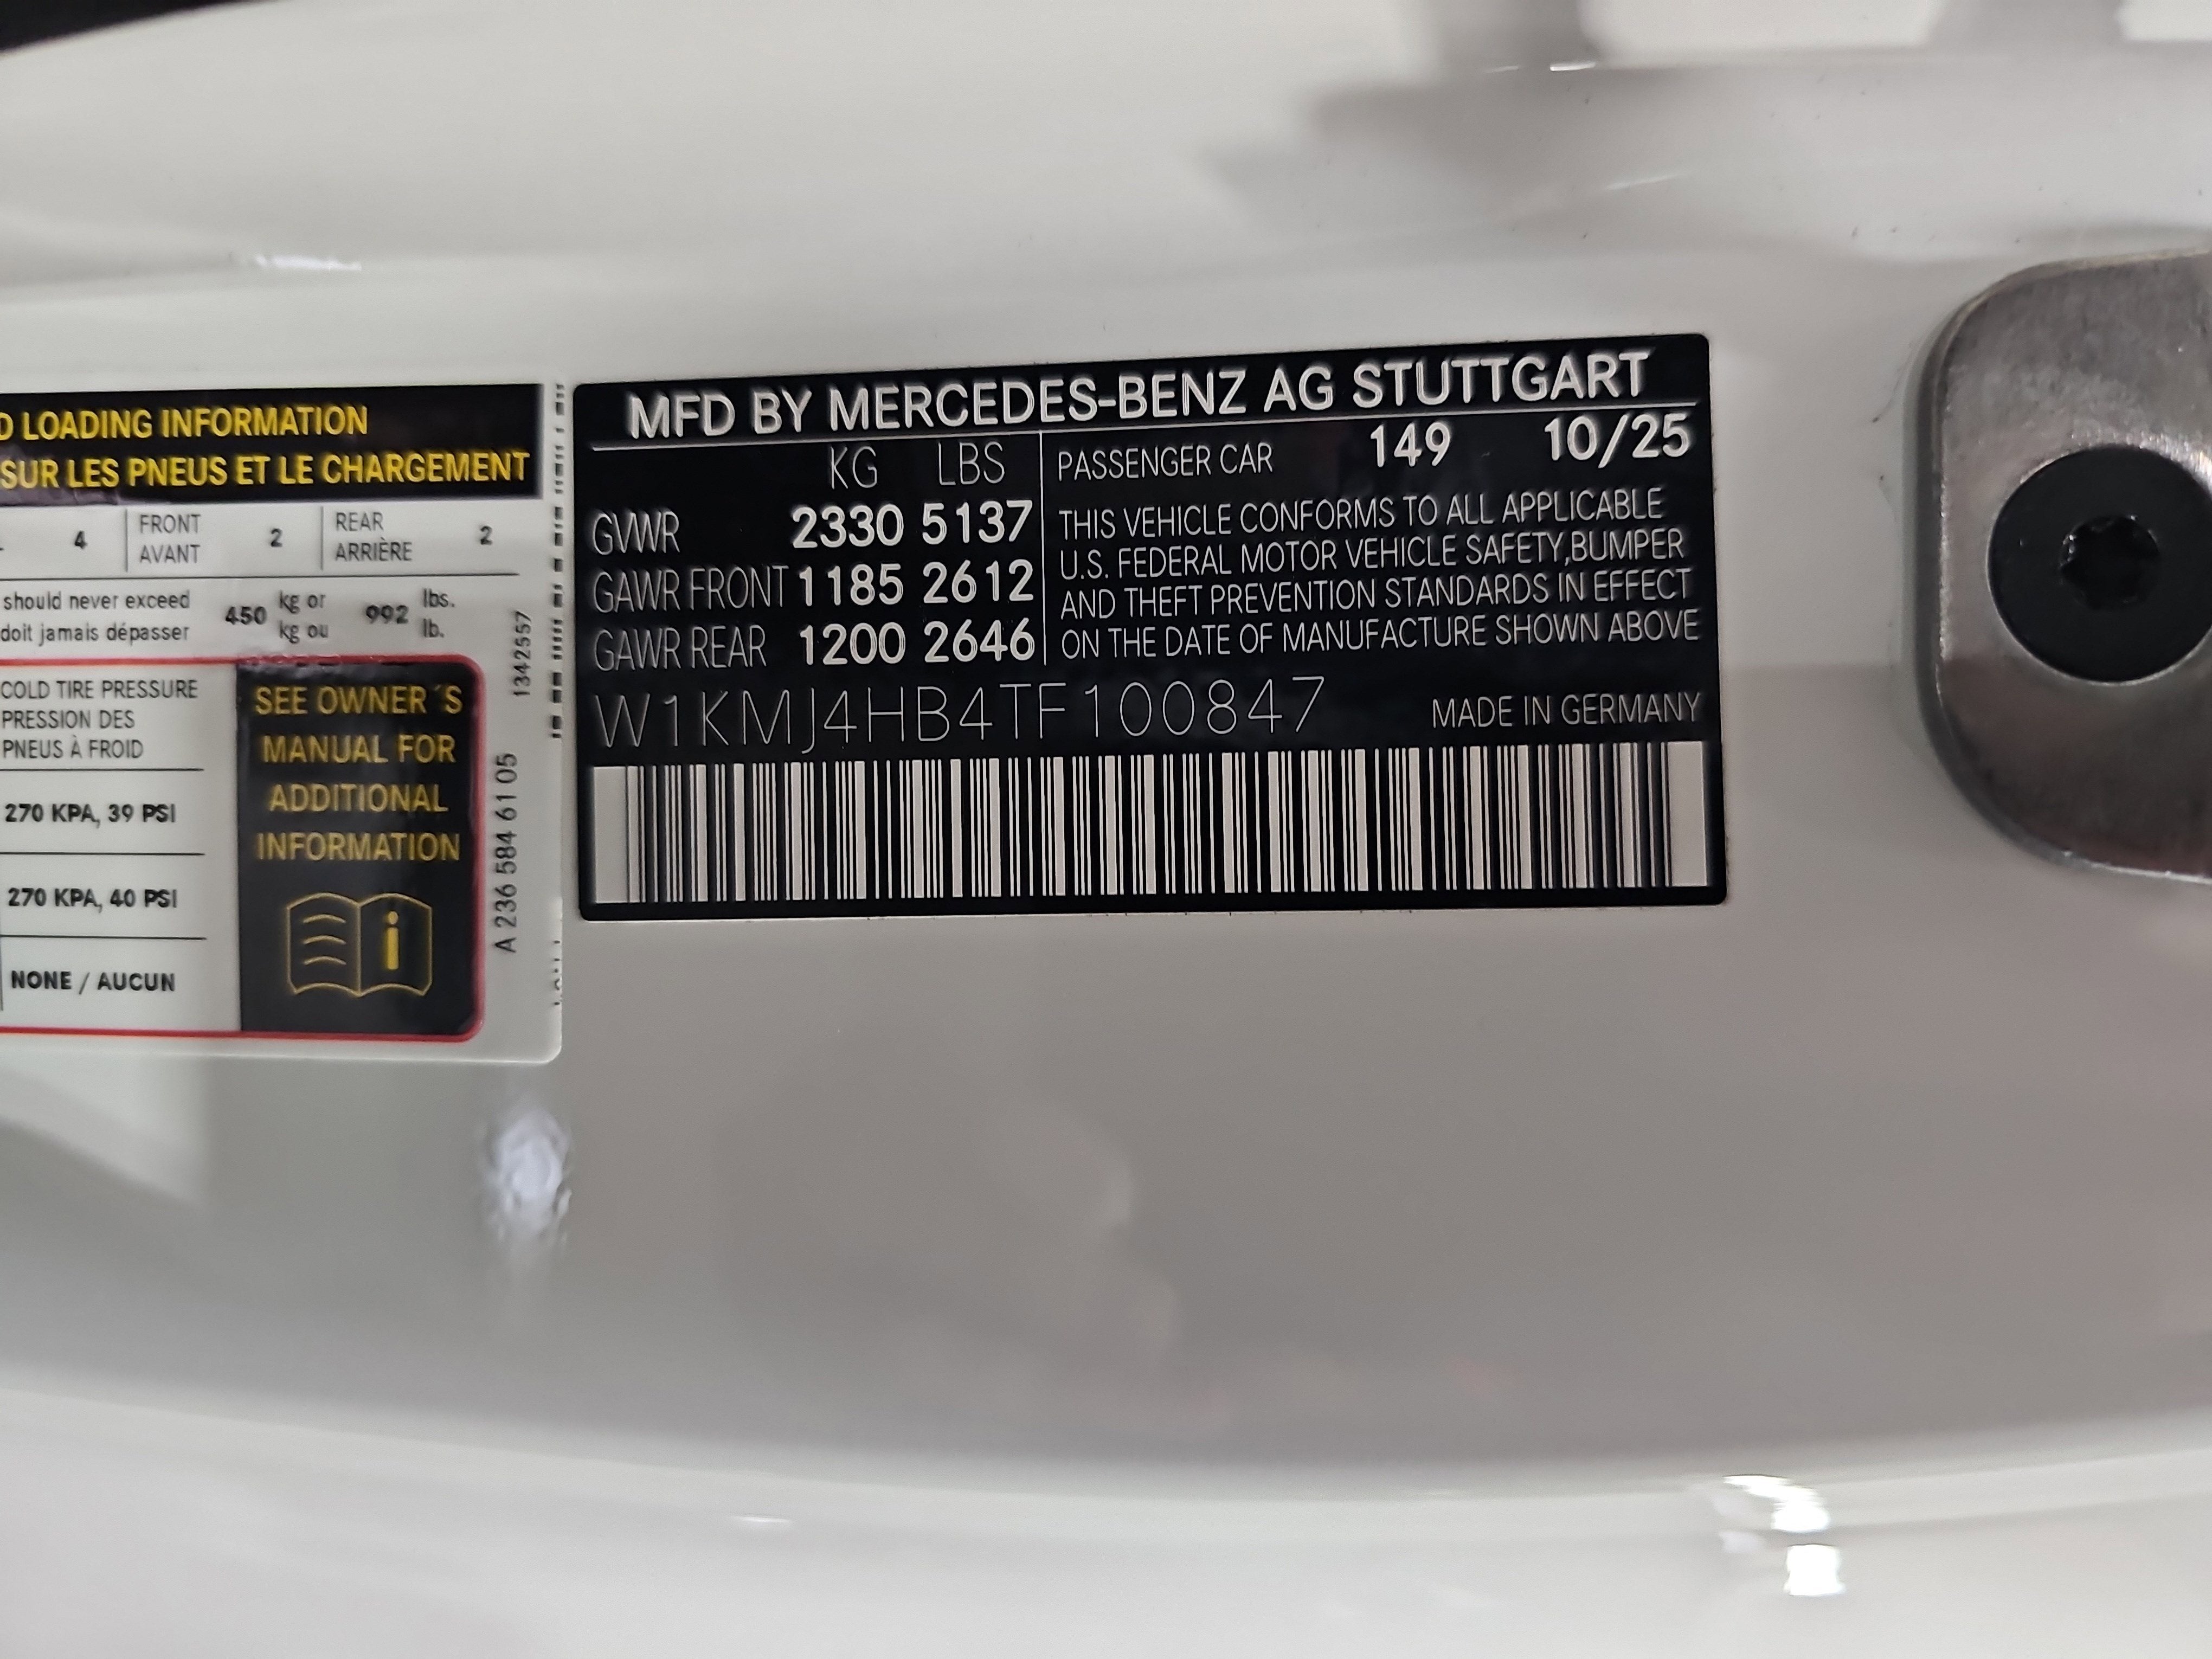 D LOADING INFORMATION
SUR LES PNEUS ET LE CHARGEMENT
4 FRONT AVANT 2 REAR ARRIÈRE 2
should never exceed 450 kg or 992 lbs.
doit jamais dépasser kg ou lb.
COLD TIRE PRESSURE
PRESSION DES
PNEUS À FROID
270 KPA, 39 PSI
270 KPA, 40 PSI
NONE / AUCUN
SEE OWNER´S
MANUAL FOR
ADDITIONAL
INFORMATION
i
1342557
A 236 584 61 05
MFD BY MERCEDES-BENZ AG STUTTGART
KG LBS
GVWR 2330 5137
GAWR FRONT 1185 2612
GAWR REAR 1200 2646
PASSENGER CAR 149 10/25
THIS VEHICLE CONFORMS TO ALL APPLICABLE
U.S. FEDERAL MOTOR VEHICLE SAFETY,BUMPER
AND THEFT PREVENTION STANDARDS IN EFFECT
ON THE DATE OF MANUFACTURE SHOWN ABOVE
W1KMJ4HB4TF100847 MADE IN GERMANY